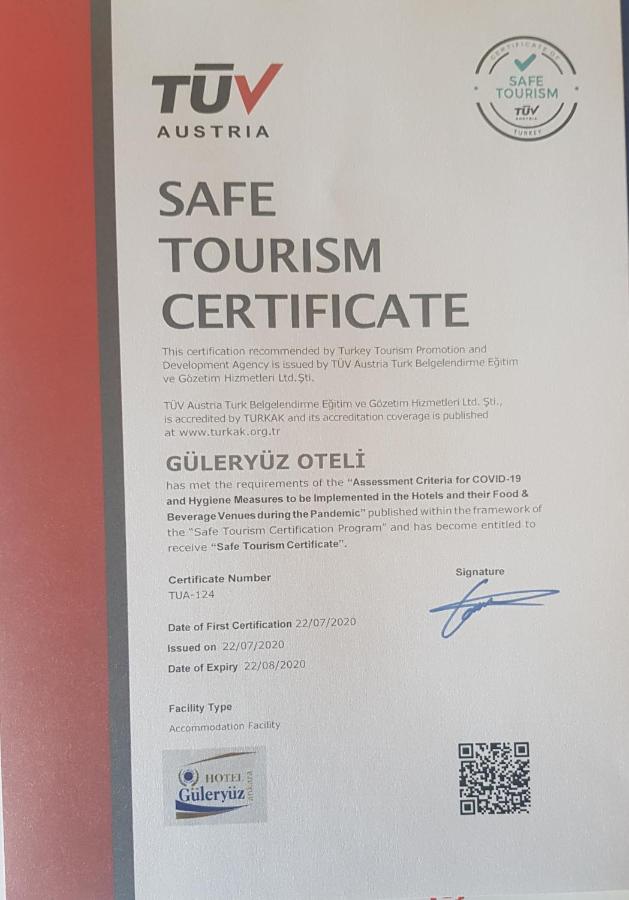 TÜV
AUSTRIA
CERTIFICATE OF
SAFE
TOURISM
TÜV
AUSTRIA
TURKEY
SAFE
TOURISM
CERTIFICATE
This certification recommended by Turkey Tourism Promotion and
Development Agency is issued by TÜV Austria Turk Belgelendirme Eğitim
ve Gözetim Hizmetleri Ltd.Şti.
TÜV Austria Turk Belgelendirme Eğitim ve Gözetim Hizmetleri Ltd. Şti.,
is accredited by TURKAK and its accreditation coverage is published
at www.turkak.org.tr
GÜLERYÜZ OTELİ
has met the requirements of the “Assessment Criteria for COVID-19
and Hygiene Measures to be Implemented in the Hotels and their Food &
Beverage Venues during the Pandemic” published within the framework of
the “Safe Tourism Certification Program” and has become entitled to
receive “Safe Tourism Certificate”.
Certificate Number
TUA-124
Signature
Date of First Certification 22/07/2020
Issued on 22/07/2020
Date of Expiry 22/08/2020
Facility Type
Accommodation Facility
HOTEL
Güleryüz
ankara